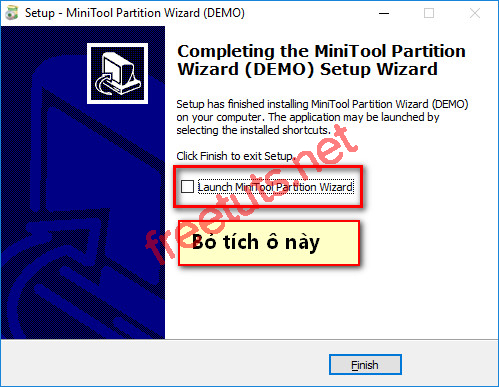 Setup - MiniTool Partition Wizard (DEMO)
Completing the MiniTool Partition
Wizard (DEMO) Setup Wizard
Setup has finished installing MiniTool Partition Wizard (DEMO)
on your computer. The application may be launched by
selecting the installed shortcuts.
Click Finish to exit Setup.
Launch MiniTool Partition Wizard
Bỏ tích ô này
freetuts.net
Finish